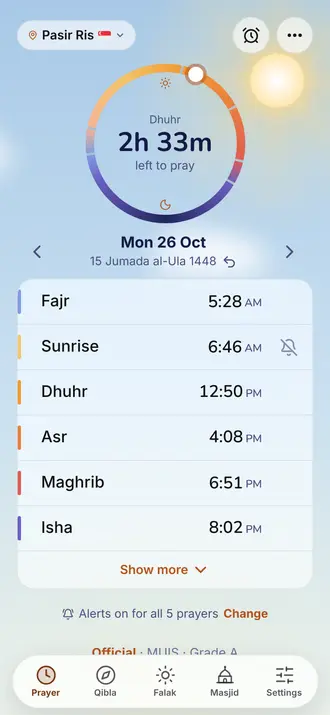 Pasir Ris
Dhuhr
2h 33m
left to pray
Mon 26 Oct
15 Jumada al-Ula 1448
Fajr 5:28 AM
Sunrise 6:46 AM
Dhuhr 12:50 PM
Asr 4:08 PM
Maghrib 6:51 PM
Isha 8:02 PM
Show more
Alerts on for all 5 prayers Change
Official · MUIS · Grade A
Prayer Qibla Falak Masjid Settings